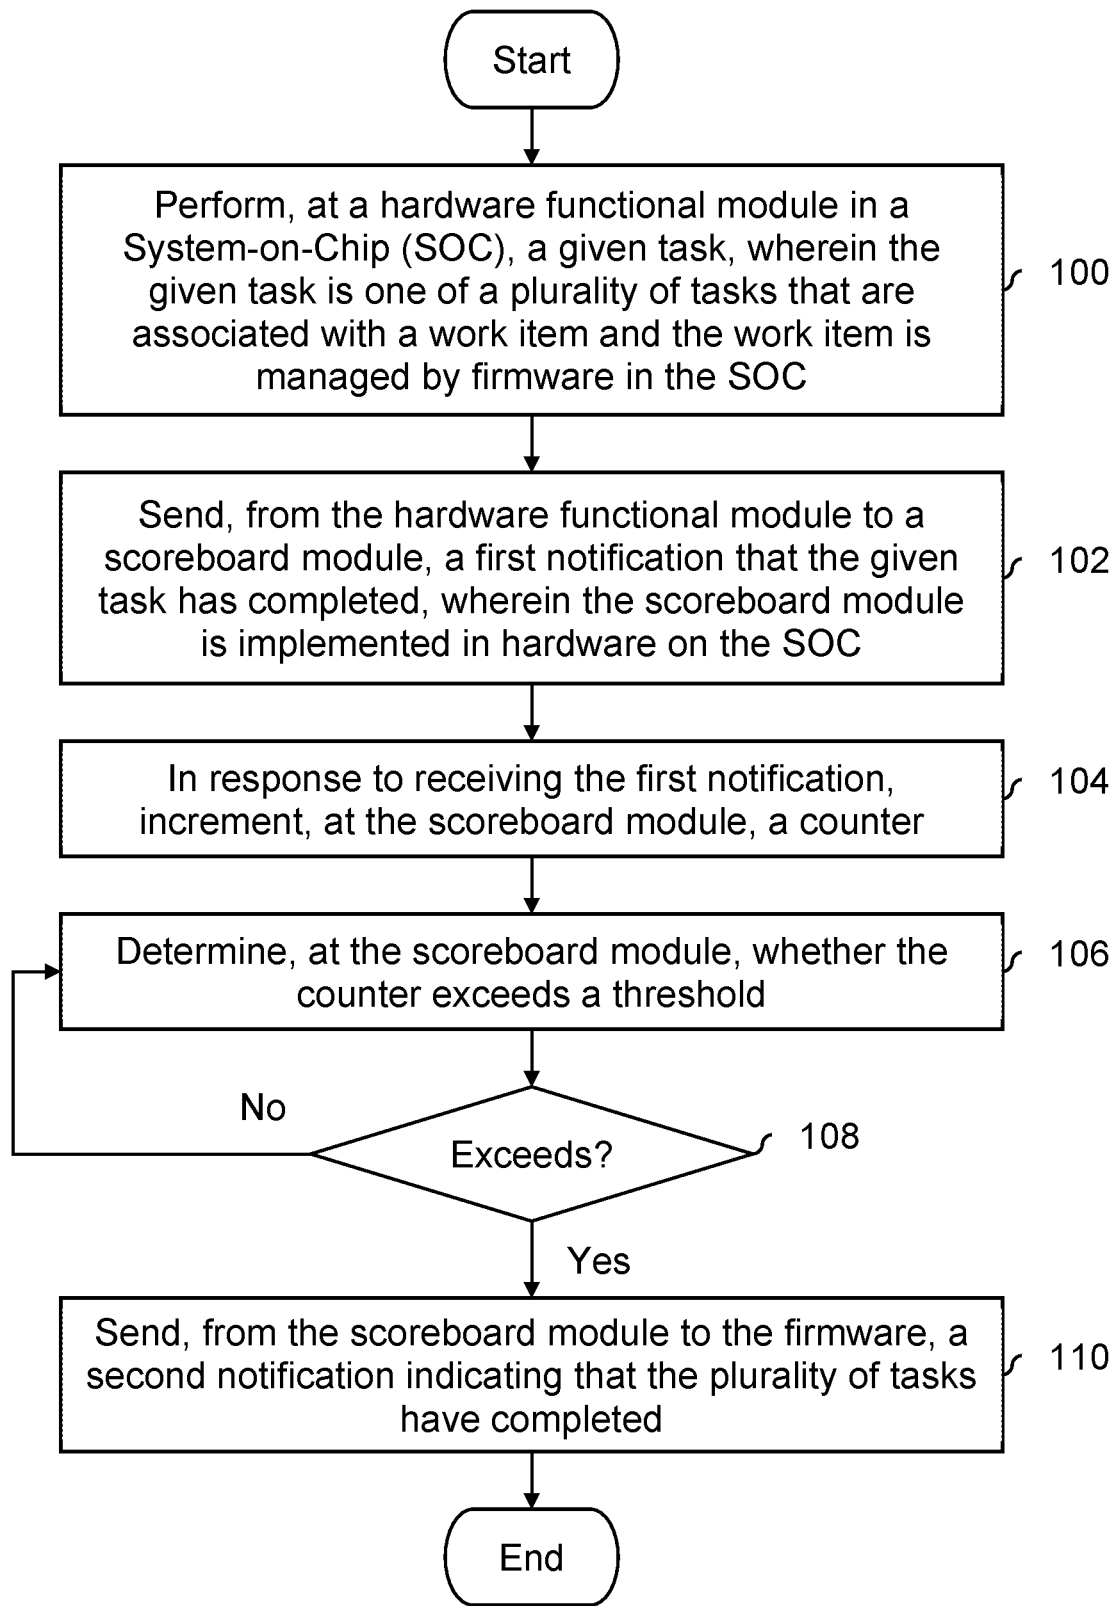 Start
Perform, at a hardware functional module in a
System-on-Chip (SOC), a given task, wherein the
given task is one of a plurality of tasks that are
associated with a work item and the work item is
managed by firmware in the SOC
100
Send, from the hardware functional module to a
scoreboard module, a first notification that the given
task has completed, wherein the scoreboard module
is implemented in hardware on the SOC
102
In response to receiving the first notification,
increment, at the scoreboard module, a counter
104
Determine, at the scoreboard module, whether the
counter exceeds a threshold
106
No
Exceeds?
108
Yes
Send, from the scoreboard module to the firmware, a
second notification indicating that the plurality of tasks
have completed
110
End